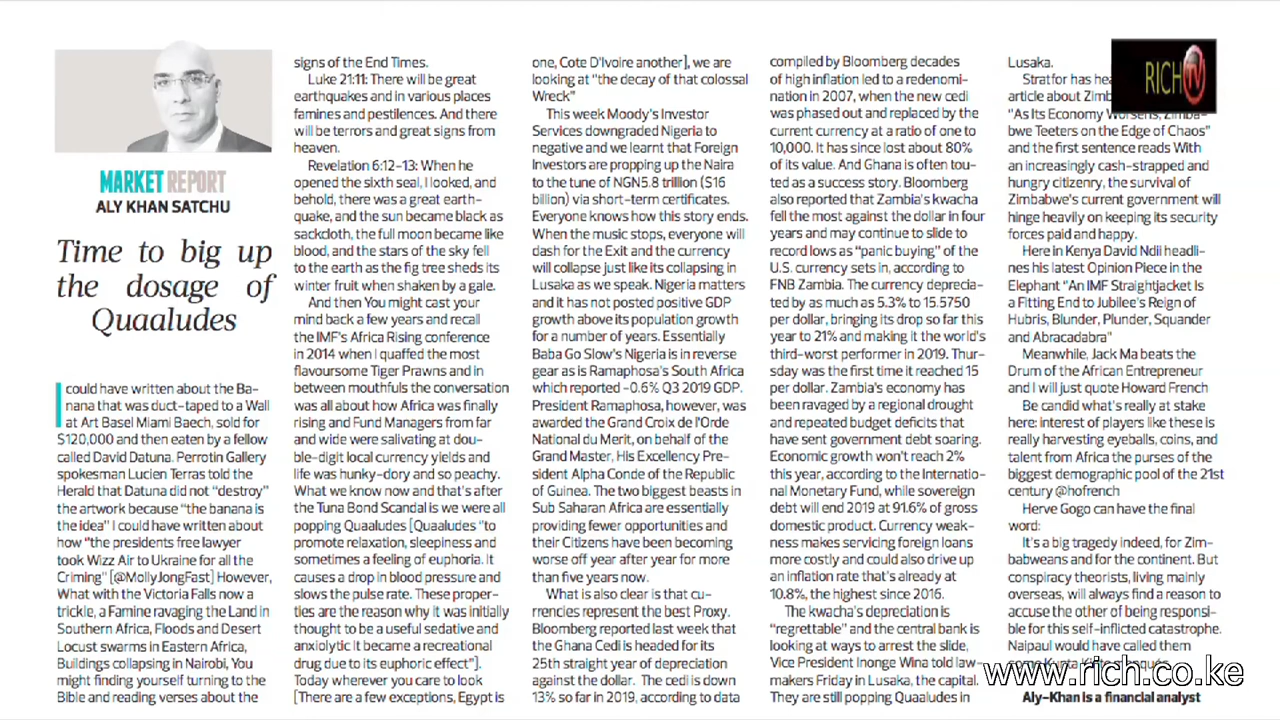 MARKET REPORT
ALY KHAN SATCHU
Time to big up
the dosage of
Quaaludes
I could have written about the Ba-
nana that was duct-taped to a Wall
at Art Basel Miami Baech, sold for
$120,000 and then eaten by a fellow
called David Datuna. Perrotin Gallery
spokesman Lucien Terras told the
Herald that Datuna did not "destroy"
the artwork because "the banana is
the idea" I could have written about
how "the presidents free lawyer
took Wizz Air to Ukraine for all the
Criming" [@MollyJongFast] However,
What with the Victoria Falls now a
trickle, a Famine ravaging the Land in
Southern Africa, Floods and Desert
Locust swarms in Eastern Africa,
Buildings collapsing in Nairobi, You
might finding yourself turning to the
Bible and reading verses about the
signs of the End Times.
Luke 21:11: There will be great
earthquakes and in various places
famines and pestilences. And there
will be terrors and great signs from
heaven.
Revelation 6:12-13: When he
opened the sixth seal, I looked, and
behold, there was a great earth-
quake, and the sun became black as
sackcloth, the full moon became like
blood, and the stars of the sky fell
to the earth as the fig tree sheds its
winter fruit when shaken by a gale.
And then You might cast your
mind back a few years and recall
the IMF's Africa Rising conference
in 2014 when I quaffed the most
flavoursome Tiger Prawns and in
between mouthfuls the conversation
was all about how Africa was finally
rising and Fund Managers from far
and wide were salivating at dou-
ble-digit local currency yields and
life was hunky-dory and so peachy.
What we know now and that's after
the Tuna Bond Scandal is we were all
popping Quaaludes [Quaaludes "to
promote relaxation, sleepiness and
sometimes a feeling of euphoria. It
causes a drop in blood pressure and
slows the pulse rate. These proper-
ties are the reason why it was initially
thought to be a useful sedative and
anxiolytic it became a recreational
drug due to its euphoric effect"].
Today wherever you care to look
[There are a few exceptions, Egypt is
one, Cote D'Ivoire another], we are
looking at "the decay of that colossal
Wreck"
This week Moody's Investor
Services downgraded Nigeria to
negative and we learnt that Foreign
Investors are propping up the Naira
to the tune of NGN5.8 trillion ($16
billion) via short-term certificates.
Everyone knows how this story ends.
When the music stops, everyone will
dash for the Exit and the currency
will collapse just like its collapsing in
Lusaka as we speak. Nigeria matters
and it has not posted positive GDP
growth above its population growth
for a number of years. Essentially
Baba Go Slow's Nigeria is in reverse
gear as is Ramaphosa's South Africa
which reported -0.6% Q3 2019 GDP.
President Ramaphosa, however, was
awarded the Grand Croix de l'Orde
National du Merit, on behalf of the
Grand Master, His Excellency Pre-
sident Alpha Conde of the Republic
of Guinea. The two biggest beasts in
Sub Saharan Africa are essentially
providing fewer opportunities and
their Citizens have been becoming
worse off year after year for more
than five years now.
What is also clear is that cu-
rrencies represent the best Proxy.
Bloomberg reported last week that
the Ghana Cedi is headed for its
25th straight year of depreciation
against the dollar. The cedi is down
13% so far in 2019, according to data
compiled by Bloomberg decades
of high inflation led to a redenomi-
nation in 2007, when the new cedi
was phased out and replaced by the
current currency at a ratio of one to
10,000. It has since lost about 80%
of its value. And Ghana is often tou-
ted as a success story. Bloomberg
also reported that Zambia's kwacha
fell the most against the dollar in four
years and may continue to slide to
record lows as "panic buying" of the
U.S. currency sets in, according to
FNB Zambia. The currency deprecia-
ted by as much as 5.3% to 15.5750
per dollar, bringing its drop so far this
year to 21% and making it the world's
third-worst performer in 2019. Thur-
sday was the first time it reached 15
per dollar. Zambia's economy has
been ravaged by a regional drought
and repeated budget deficits that
have sent government debt soaring.
Economic growth won't reach 2%
this year, according to the Internatio-
nal Monetary Fund, while sovereign
debt will end 2019 at 91.6% of gross
domestic product. Currency weak-
ness makes servicing foreign loans
more costly and could also drive up
an inflation rate that's already at
10.8%, the highest since 2016.
The kwacha's depreciation is
"regrettable" and the central bank is
looking at ways to arrest the slide,
Vice President Inonge Wina told law-
makers Friday in Lusaka, the capital.
They are still popping Quaaludes in
Lusaka.
Stratfor has
article about
"As Its Economy Worsens, Zimba-
bwe Teeters on the Edge of Chaos"
and the first sentence reads With
an increasingly cash-strapped and
hungry citizenry, the survival of
Zimbabwe's current government will
hinge heavily on keeping its security
forces paid and happy.
Here in Kenya David Ndii headli-
nes his latest Opinion Piece in the
Elephant "An IMF Straightjacket Is
a Fitting End to Jubilee's Reign of
Hubris, Blunder, Plunder, Squander
and Abracadabra"
Meanwhile, Jack Ma beats the
Drum of the African Entrepreneur
and I will just quote Howard French
Be candid what's really at stake
here: interest of players like these is
really harvesting eyeballs, coins, and
talent from Africa the purses of the
biggest demographic pool of the 21st
century @hofrench
Herve Gogo can have the final
word:
It's a big tragedy indeed, for Zim-
babweans and for the continent. But
conspiracy theorists, living mainly
overseas, will always find a reason to
accuse the other of being responsi-
ble for this self-inflicted catastrophe.
Naipaul would have called them
Aly-Khan is a financial analyst
RICH TV
www.rich.co.ke